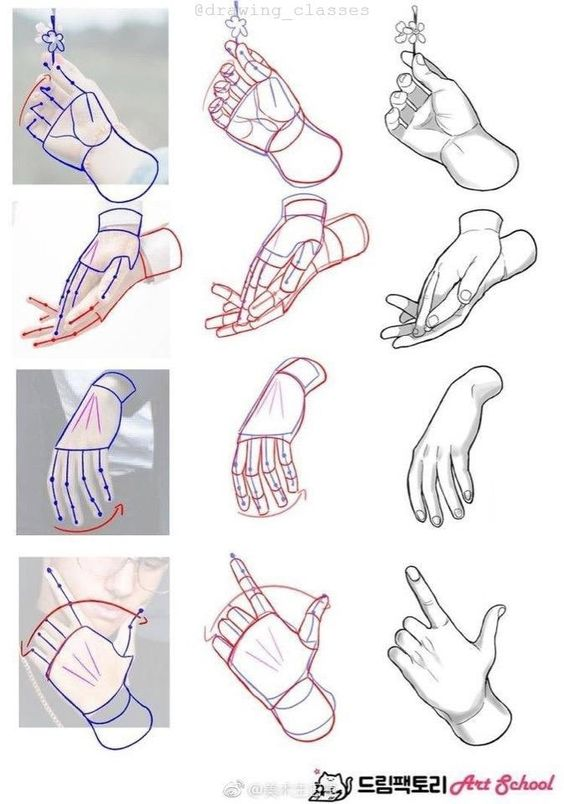 @drawing_classes
드림팩토리 Art School